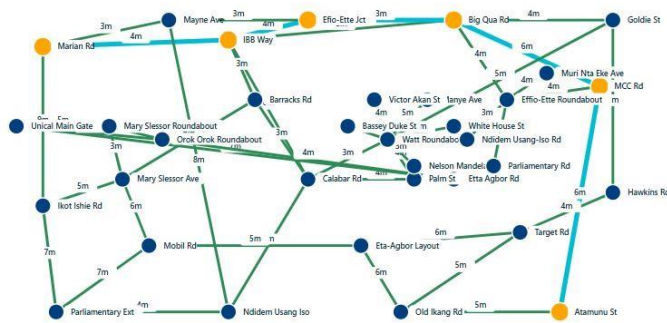 3m
Mayne Ave
3m
Efio-Ette Jct
3m
Big Qua Rd
4m
Goldie St
Marian Rd
4m
IBB Way
4m
6m
4m
3m
5m
4m
Muri Nta Eke Ave
4m
MCC Rd
Barracks Rd
Victor Akan St
Effio-Ette Roundabout
4m
5m
Unical Main Gate
Mary Slessor Roundabout
Bassey Duke St
White House St
3m
Orok Orok Roundabout
3m
Ndidem Usang-Iso Rd
3m
8m
4m
3m
Nelson Mandela
Parliamentary Rd
5m
Mary Slessor Ave
Calabar Rd
4m
Palm St
Etta Agbor Rd
6m
Hawkins Rd
Ikot Ishie Rd
6m
4m
7m
Mobil Rd
5m
Eta-Agbor Layout
6m
Target Rd
7m
6m
5m
Parliamentary Ext
Ndidem Usang Iso
Old Ikang Rd
5m
Atamunu St